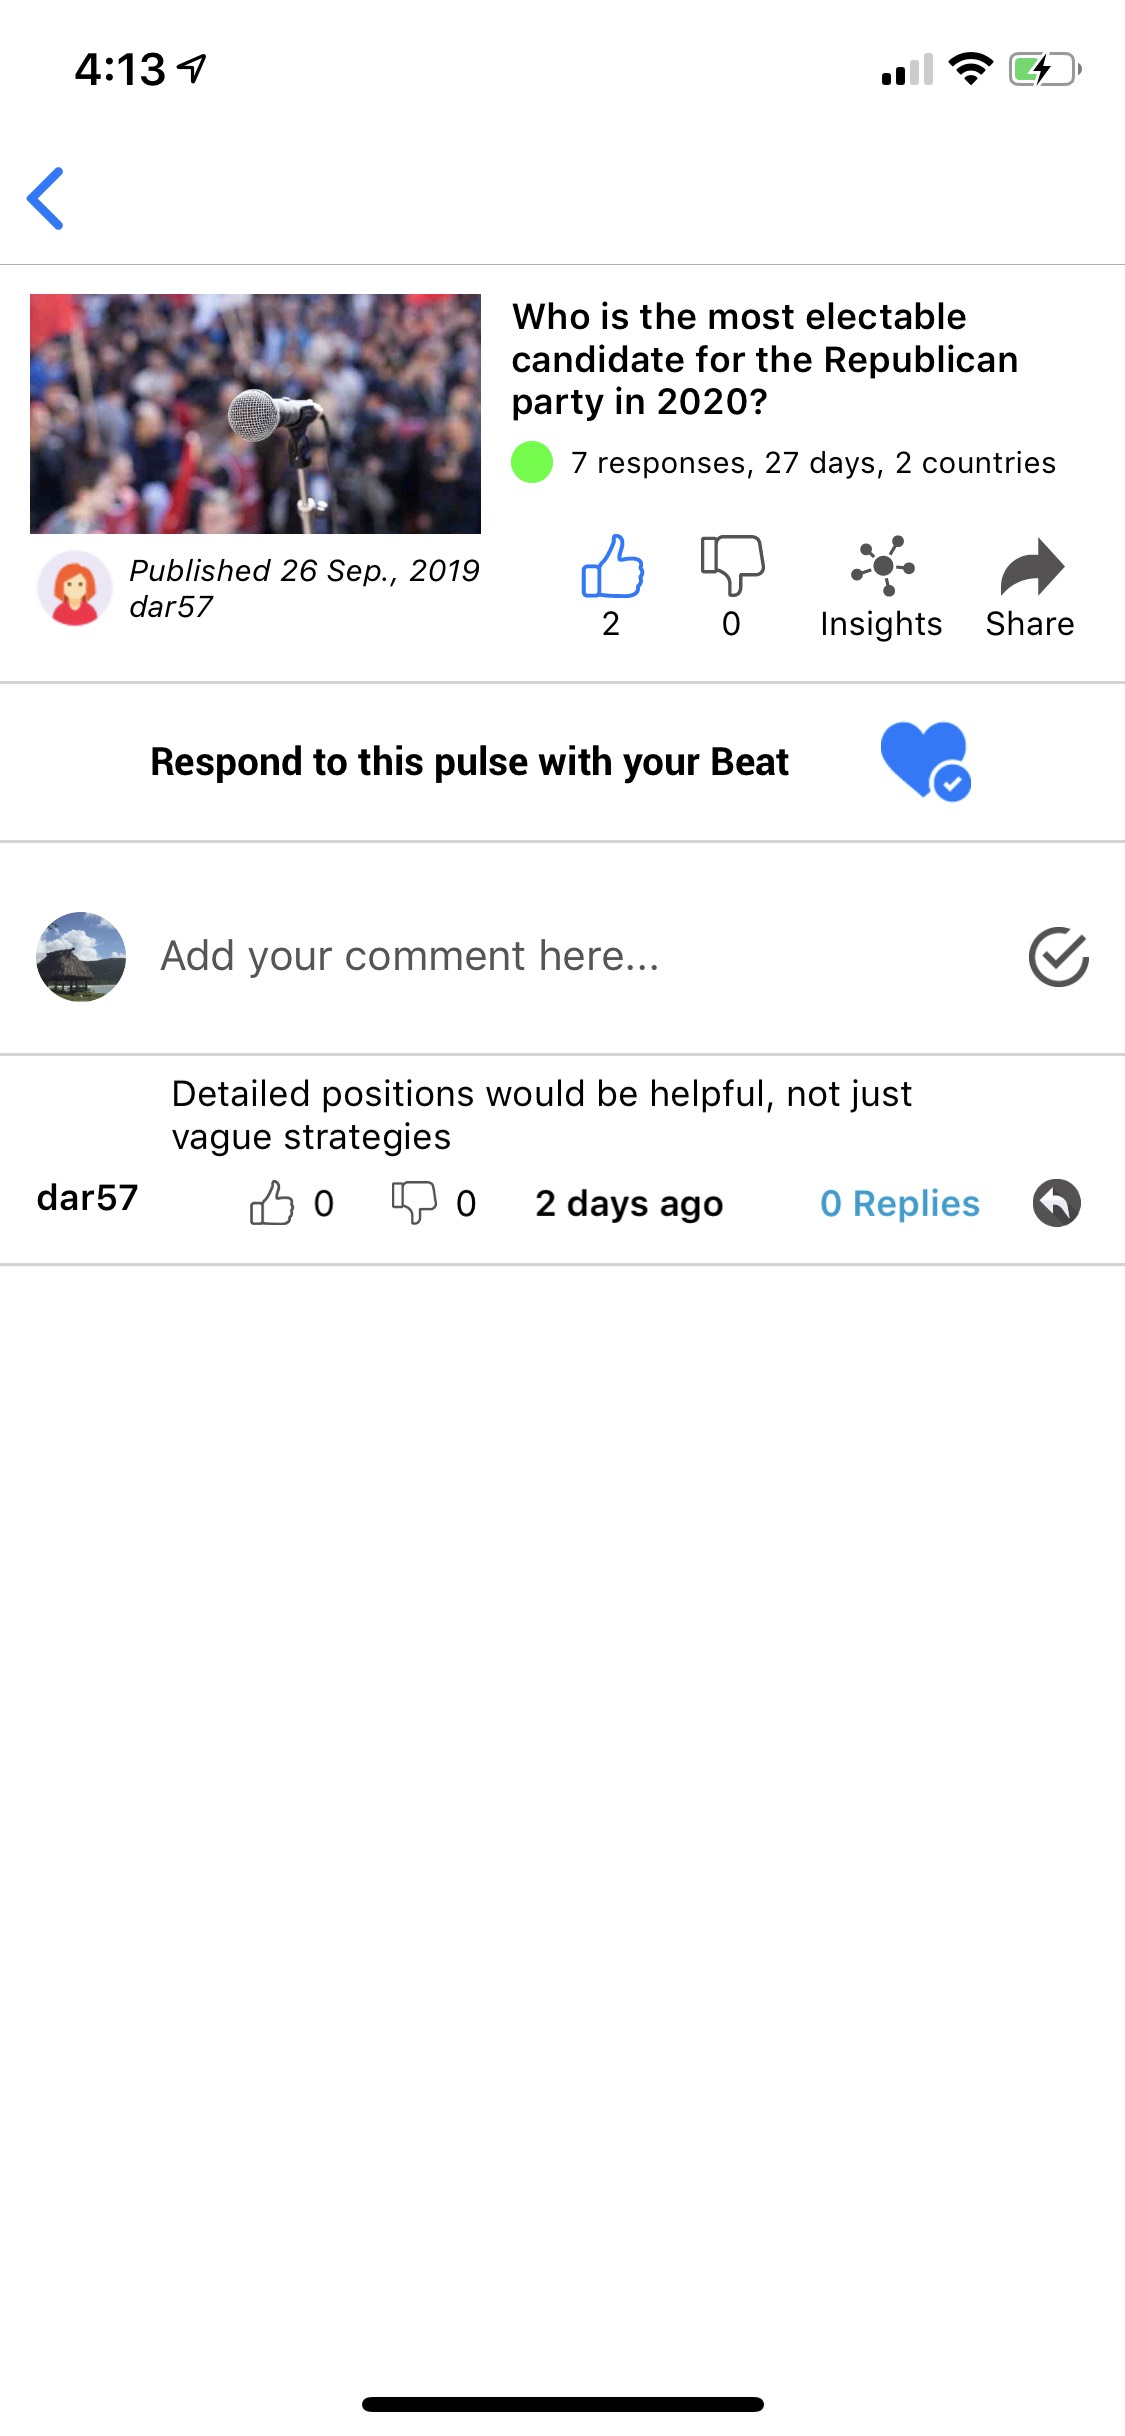 4:13
Who is the most electable
candidate for the Republican
party in 2020?
7 responses, 27 days, 2 countries
Published 26 Sep., 2019
dar57
2
0
Insights
Share
Respond to this pulse with your Beat
Add your comment here...
Detailed positions would be helpful, not just
vague strategies
dar57
0
0
2 days ago
0 Replies